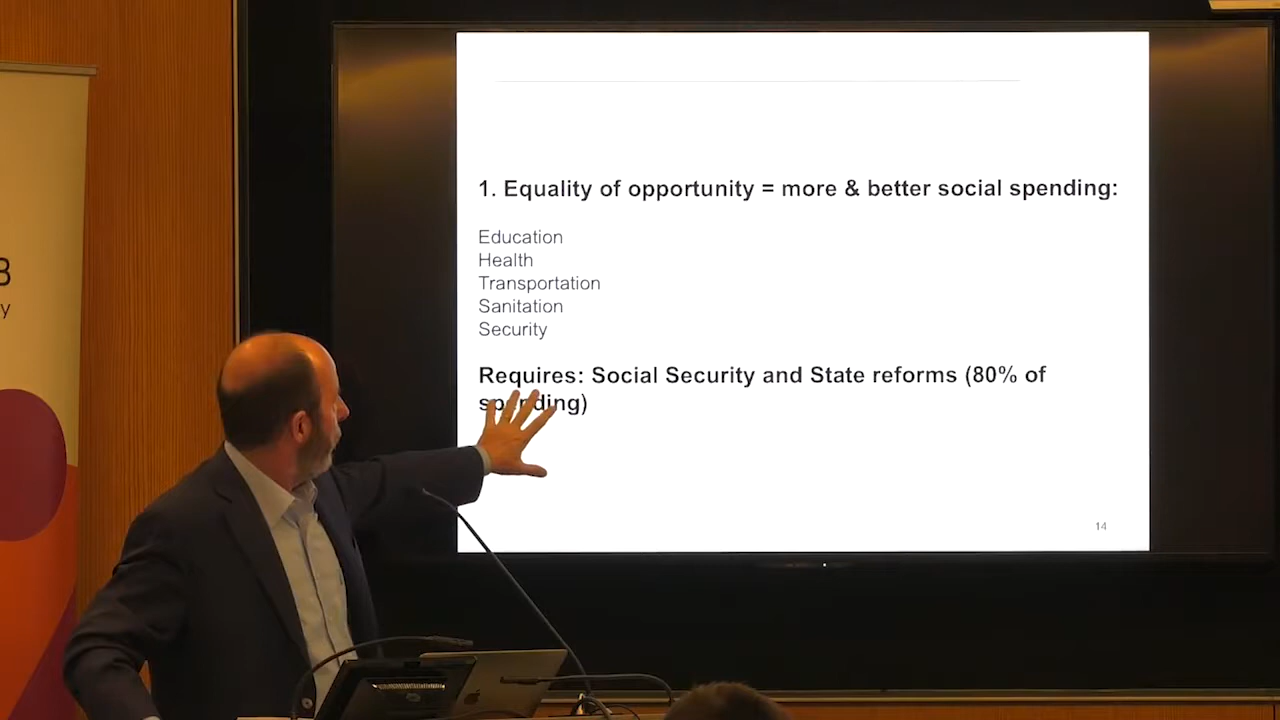 1. Equality of opportunity = more & better social spending:
Education
Health
Transportation
Sanitation
Security
Requires: Social Security and State reforms (80% of
spending)
14